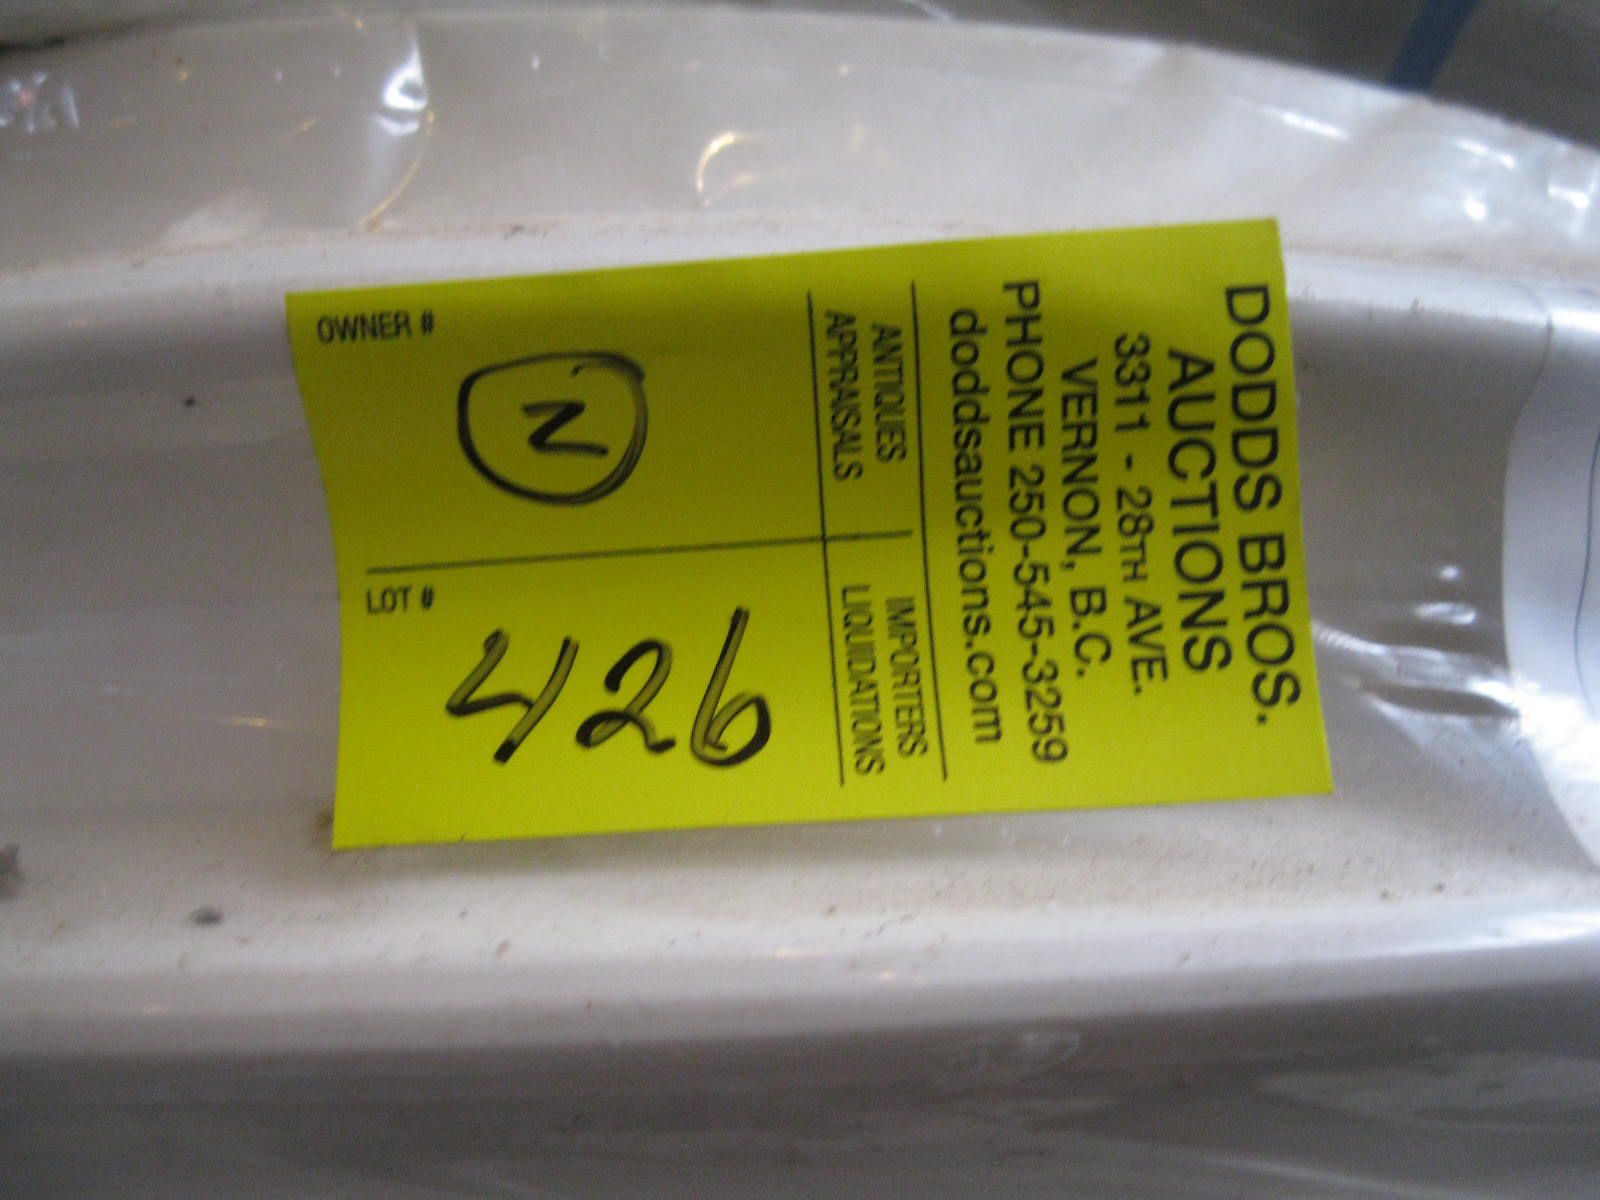 DODDS BROS.
AUCTIONS
3311 - 28TH AVE.
VERNON, B.C.
PHONE 250-545-3259
doddsauctions.com
ANTIQUES IMPORTERS
APPRAISALS LIQUIDATIONS
OWNER #
N
LOT #
426